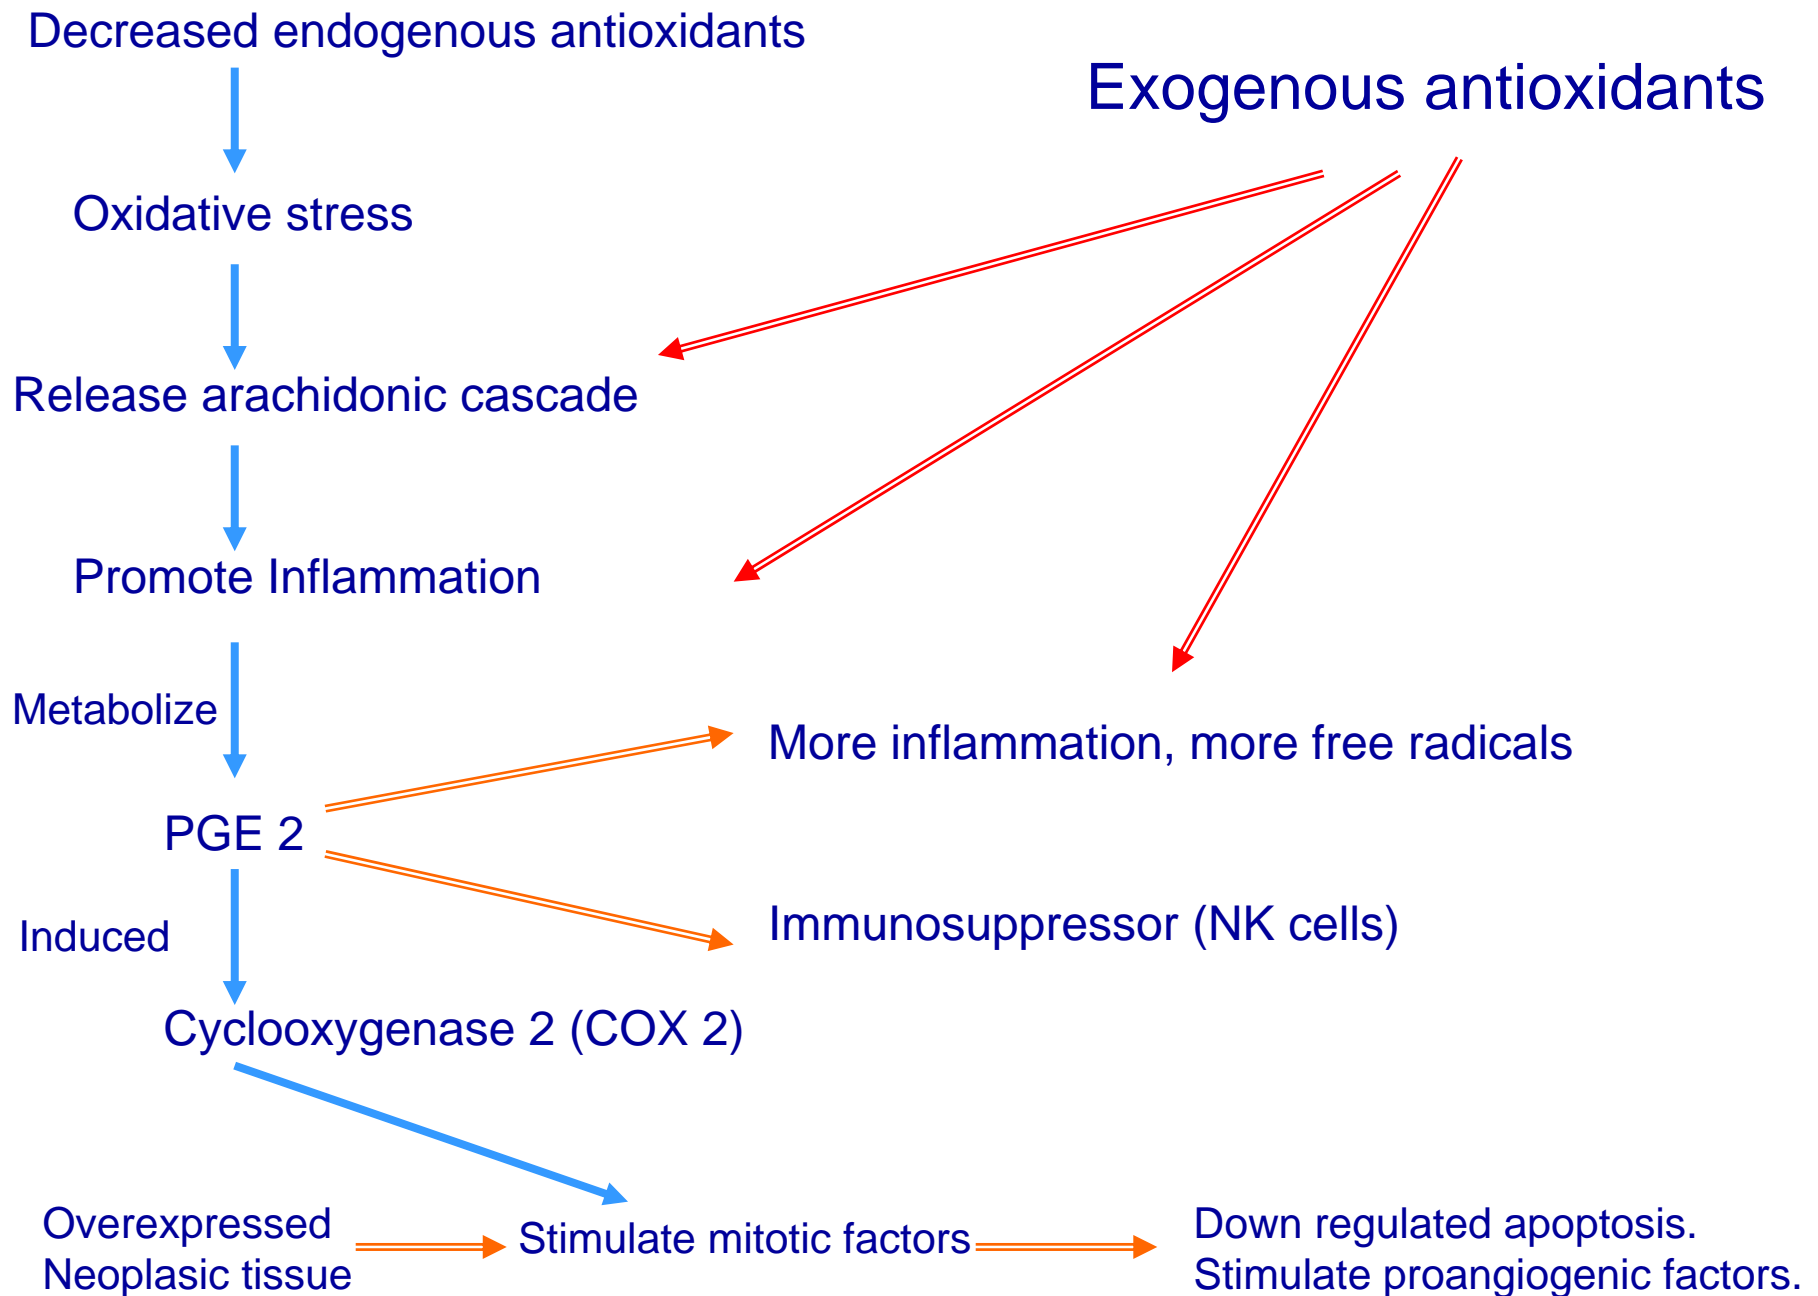 Decreased endogenous antioxidants
Exogenous antioxidants
Oxidative stress
Release arachidonic cascade
Promote Inflammation
Metabolize
More inflammation, more free radicals
PGE 2
Immunosuppressor (NK cells)
Induced
Cyclooxygenase 2 (COX 2)
Overexpressed
Neoplasic tissue
Stimulate mitotic factors
Down regulated apoptosis.
Stimulate proangiogenic factors.